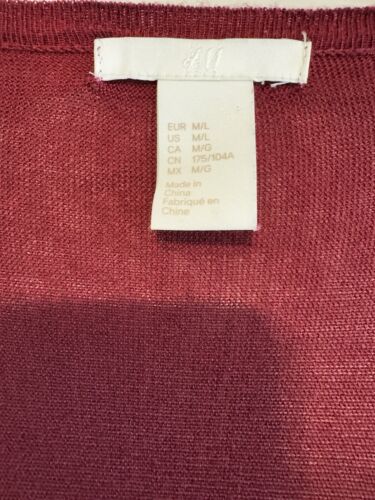 H&M
EUR M/L
US M/L
CA M/G
CN 175/104A
MX M/G
Made in
China
Fabriqué en
Chine